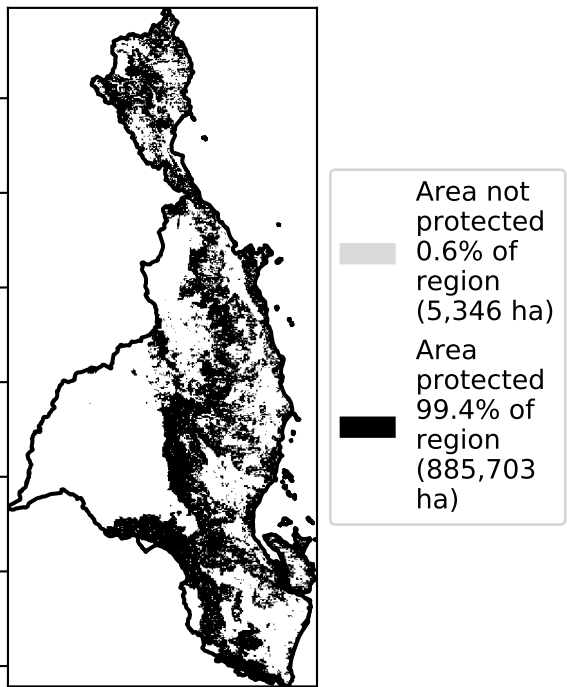 Area not
protected
0.6% of
region
(5,346 ha)
Area
protected
99.4% of
region
(885,703
ha)